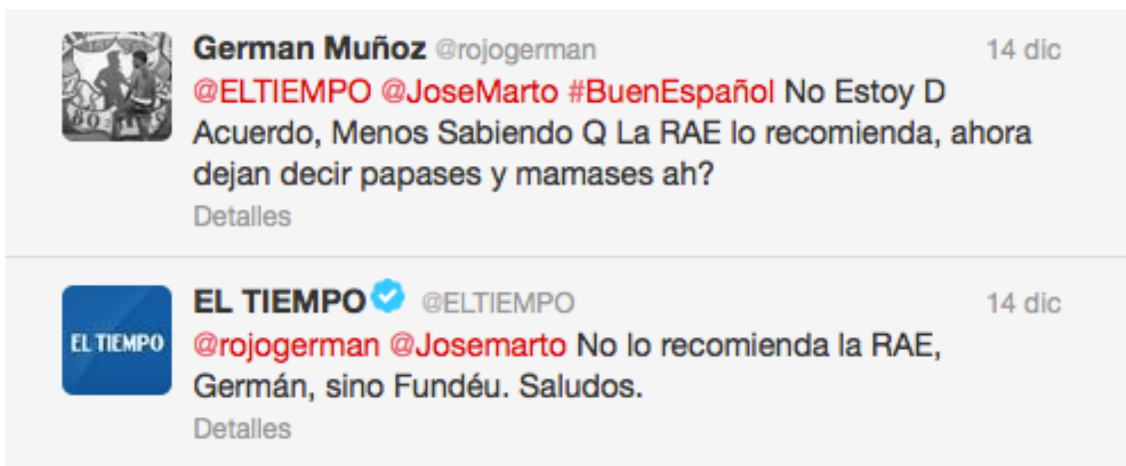 German Muñoz @rojogerman 14 dic
@ELTIEMPO @JoseMarto #BuenEspañol No Estoy D
Acuerdo, Menos Sabiendo Q La RAE lo recomienda, ahora
dejan decir papases y mamases ah?
Detalles
EL TIEMPO @ELTIEMPO 14 dic
EL TIEMPO
@rojogerman @Josemarto No lo recomienda la RAE,
Germán, sino Fundéu. Saludos.
Detalles